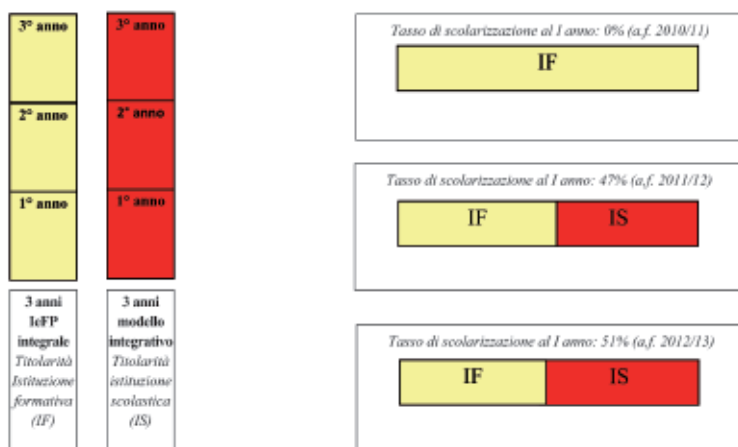 3° anno
2° anno
1° anno
3 anni
IeFP
integrale
Titolarità
Istituzione
formativa
(IF)
3° anno
2° anno
1° anno
3 anni
modello
integrativo
Titolarità
istituzione
scolastica
(IS)
Tasso di scolarizzazione al I anno: 0% (a.f. 2010/11)
IF
Tasso di scolarizzazione al I anno: 47% (a.f. 2011/12)
IF IS
Tasso di scolarizzazione al I anno: 51% (a.f. 2012/13)
IF IS